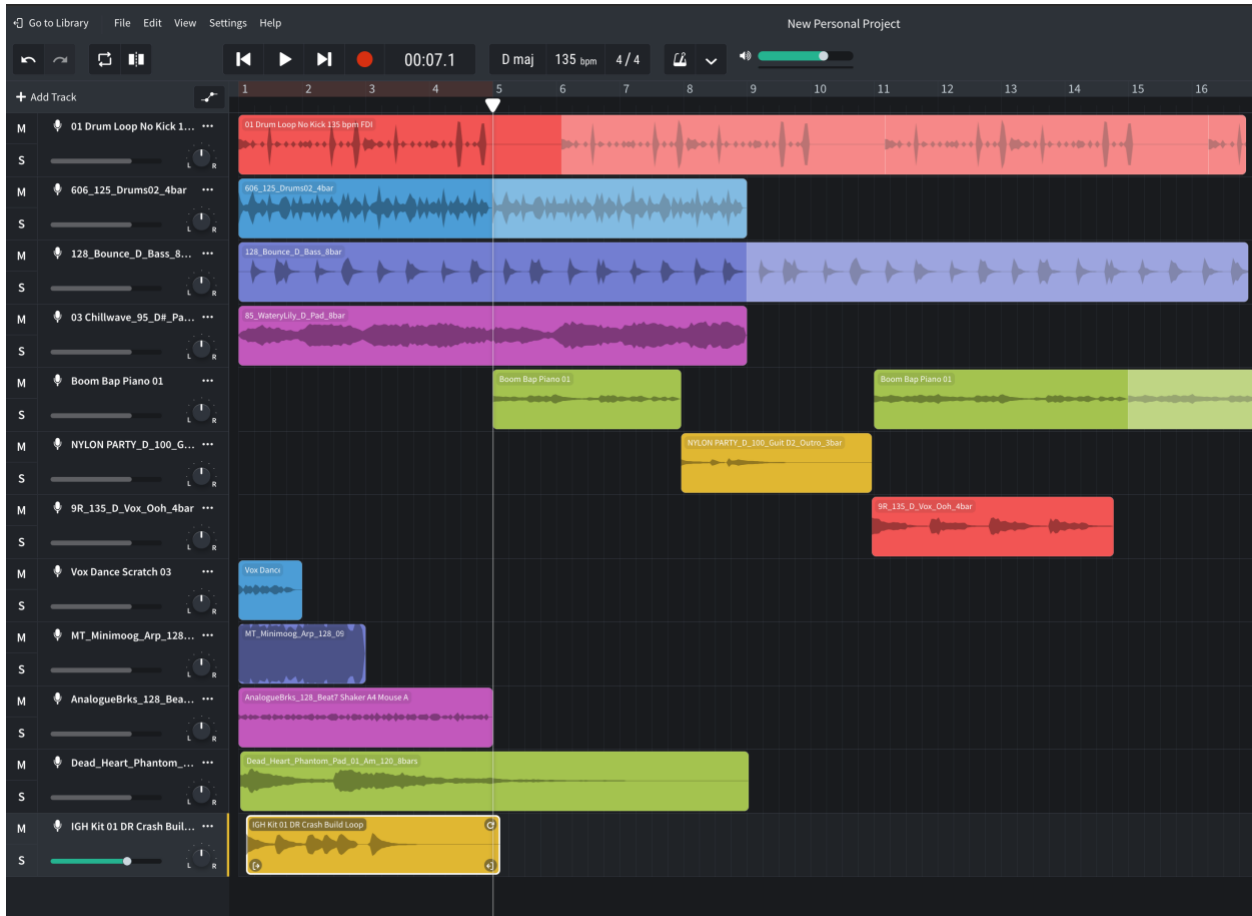 Go to Library File Edit View Settings Help New Personal Project
00:07.1 D maj 135 bpm 4/4
+ Add Track 1 2 3 4 5 6 7 8 9 10 11 12 13 14 15 16
M 01 Drum Loop No Kick 1... ••• 01 Drum Loop No Kick 135 bpm FDI
S L R
M 606_125_Drums02_4bar ••• 606_125_Drums02_4bar
S L R
M 128_Bounce_D_Bass_8... ••• 128_Bounce_D_Bass_8bar
S L R
M 03 Chillwave_95_D#_Pa... ••• 85_WateryLily_D_Pad_8bar
S L R
M Boom Bap Piano 01 ••• Boom Bap Piano 01 Boom Bap Piano 01
S L R
M NYLON PARTY_D_100_G... ••• NYLON PARTY_D_100_Guit D2_Outro_3bar
S L R
M 9R_135_D_Vox_Ooh_4bar ••• 9R_135_D_Vox_Ooh_4bar
S L R
M Vox Dance Scratch 03 ••• Vox Dance
S L R
M MT_Minimoog_Arp_128... ••• MT_Minimoog_Arp_128_09
S L R
M AnalogueBrks_128_Bea... ••• AnalogueBrks_128_Beat7 Shaker A4 Mouse A
S L R
M Dead_Heart_Phantom_... ••• Dead_Heart_Phantom_Pad_01_Am_120_8bars
S L R
M IGH Kit 01 DR Crash Buil... ••• IGH Kit 01 DR Crash Build Loop
S L R